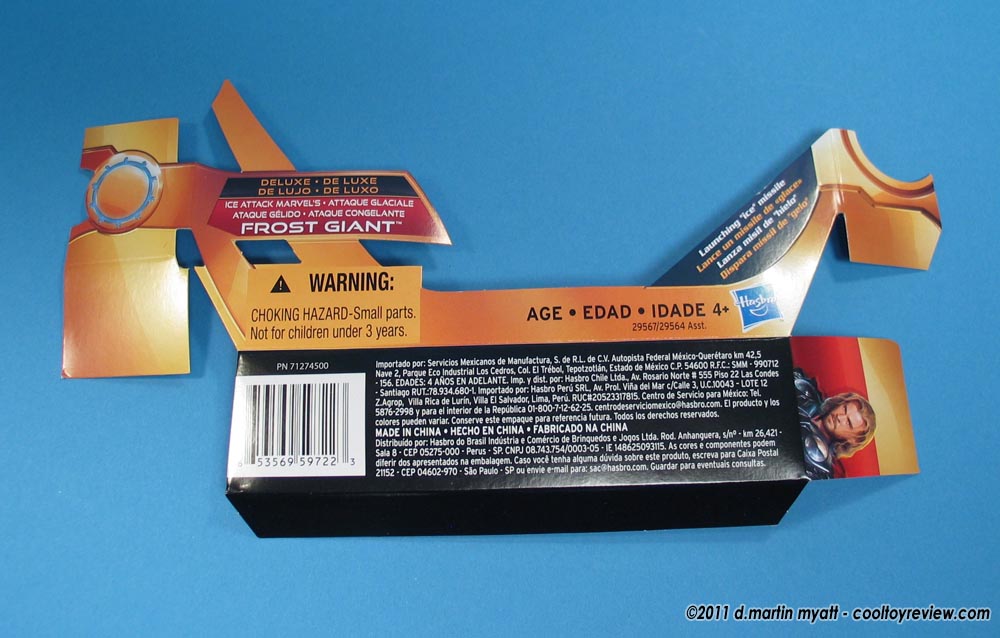 DELUXE • DE LUXE
DE LUJO • DE LUXO
ICE ATTACK MARVEL'S • ATTAQUE GLACIALE
ATAQUE GÉLIDO • ATAQUE CONGELANTE
FROST GIANT™
Launching "ice" missile
Lance un missile de «glace»
Lanza misil de "hielo"
Dispara míssil de "gelo"
WARNING:
CHOKING HAZARD-Small parts.
Not for children under 3 years.
AGE • EDAD • IDADE 4+
29567/29564 Asst.
Hasbro
PN 71274500
6 53569 59722 3
Importado por: Servicios Mexicanos de Manufactura, S. de R.L. de C.V. Autopista Federal México-Querétaro km 42,5
Nave 2, Parque Eco Industrial Los Cedros, Col. El Trébol, Tepotzotlán, Estado de México C.P. 54600 R.F.C.: SMM - 990712
- 156. EDADES: 4 AÑOS EN ADELANTE. Imp. y dist. por: Hasbro Chile Ltda., Av. Rosario Norte # 555 Piso 22 Las Condes
- Santiago RUT.:78.934.680-1. Importado por: Hasbro Perú SRL., Av. Prol. Viña del Mar c/Calle 3, U.C.10043 - LOTE 12
Z.Agrop, Villa Rica de Lurín, Villa El Salvador, Lima, Perú. RUC#20523317815. Centro de Servicio para México: Tel.
5876-2998 y para el interior de la República 01-800-7-12-62-25. centrodeserviciomexico@hasbro.com. El producto y los
colores pueden variar. Conserve este empaque para referencia futura. Todos los derechos reservados.
MADE IN CHINA • HECHO EN CHINA • FABRICADO NA CHINA
Distribuído por: Hasbro do Brasil Indústria e Comércio de Brinquedos e Jogos Ltda. Rod. Anhanguera, s/nº - km 26,421 -
Sala 8 - CEP 05275-000 - Perus - SP. CNPJ 08.743.754/0003-05 - IE 148625093115. As cores e componentes podem
diferir dos apresentados na embalagem. Caso você tenha alguma dúvida sobre este produto, escreva para Caixa Postal
21152 - CEP 04602-970 - São Paulo - SP ou envie e-mail para: sac@hasbro.com. Guardar para eventuais consultas.
©2011 d.martin myatt - cooltoyreview.com